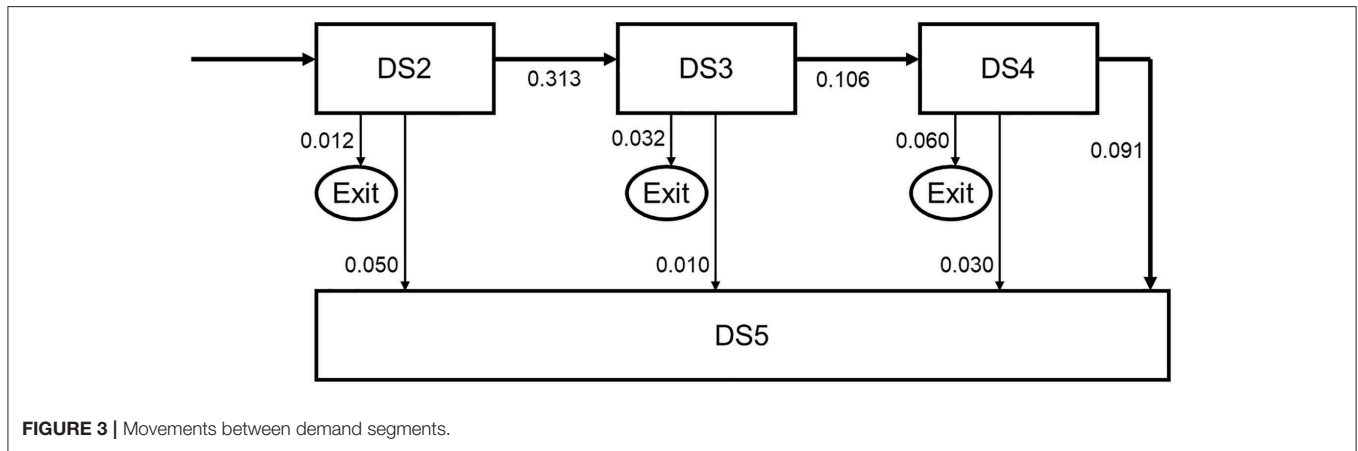 DS2
DS3
DS4
0.313
0.106
0.012
0.032
0.060
0.091
Exit
Exit
Exit
0.050
0.010
0.030
DS5
FIGURE 3 | Movements between demand segments.